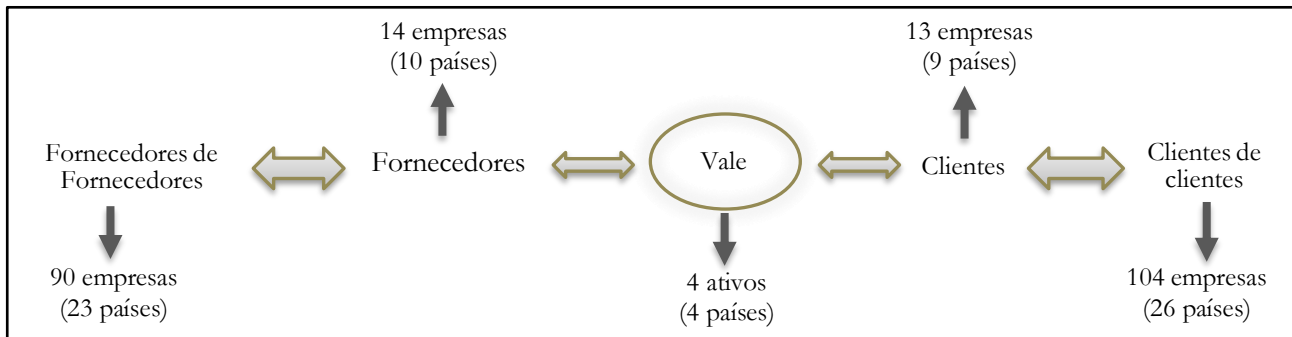 14 empresas
(10 países)
13 empresas
(9 países)
Fornecedores de
Fornecedores
Fornecedores
Vale
Clientes
Clientes de
clientes
90 empresas
(23 países)
4 ativos
(4 países)
104 empresas
(26 países)